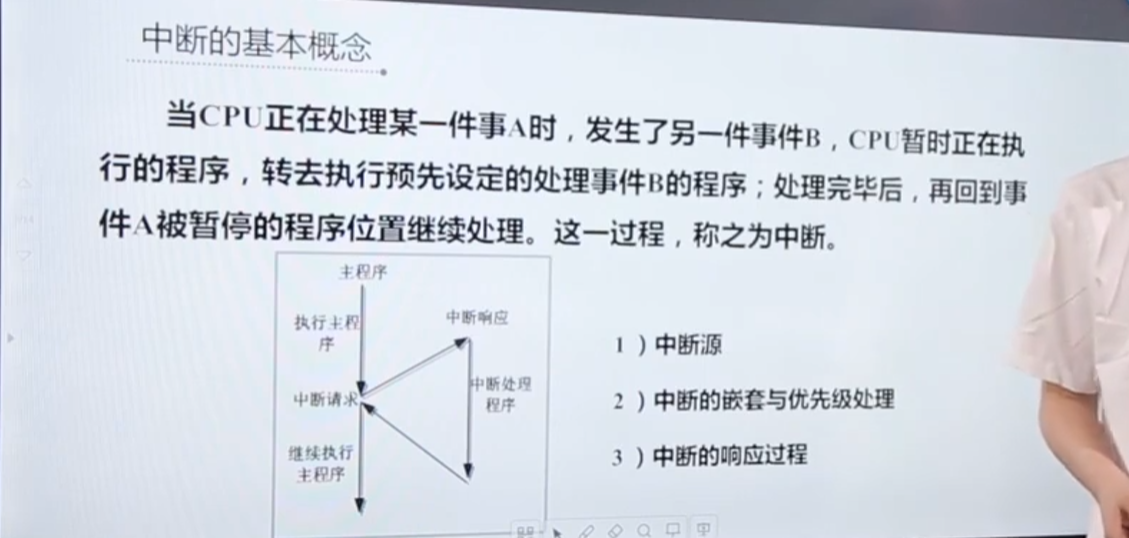 中断的基本概念
当CPU正在处理某一件事A时，发生了另一件事件B，CPU暂时正在执
行的程序，转去执行预先设定的处理事件B的程序；处理完毕后，再回到事
件A被暂停的程序位置继续处理。这一过程，称之为中断。
主程序
执行主程
序
中断响应
中断请求
中断处理
程序
继续执行
主程序
1 ）中断源
2 ）中断的嵌套与优先级处理
3 ）中断的响应过程